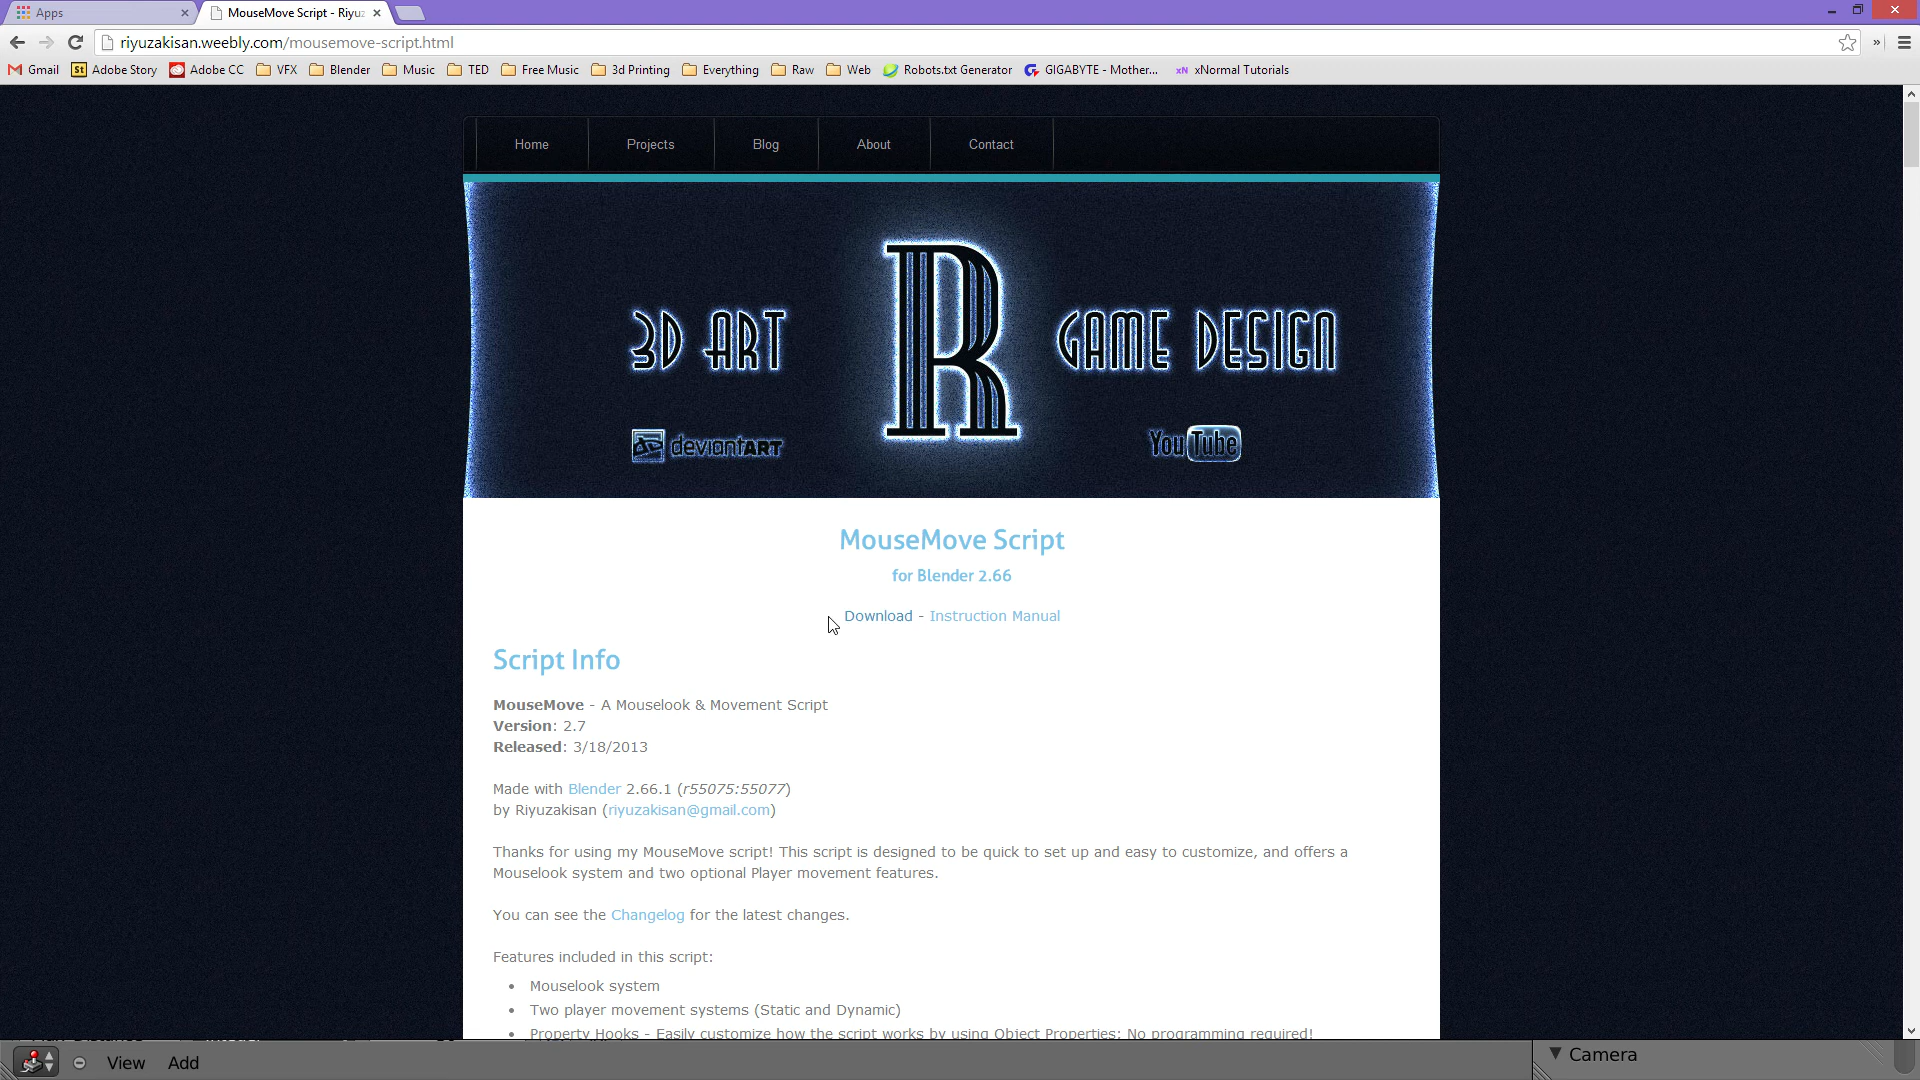 Apps
MouseMove Script - Riyuz
riyuzakisan.weebly.com/mousemove-script.html
Gmail St Adobe Story Adobe CC VFX Blender Music TED Free Music 3d Printing Everything Raw Web Robots.txt Generator GIGABYTE - Mother... xN xNormal Tutorials
Home Projects Blog About Contact
R
3D ART GAME DESIGN
deviantART YouTube
MouseMove Script
for Blender 2.66
Download - Instruction Manual
Script Info
MouseMove - A Mouselook & Movement Script
Version: 2.7
Released: 3/18/2013
Made with Blender 2.66.1 (r55075:55077)
by Riyuzakisan (riyuzakisan@gmail.com)
Thanks for using my MouseMove script! This script is designed to be quick to set up and easy to customize, and offers a
Mouselook system and two optional Player movement features.
You can see the Changelog for the latest changes.
Features included in this script:
• Mouselook system
• Two player movement systems (Static and Dynamic)
• Property Hooks - Easily customize how the script works by using Object Properties; No programming required!
View Add
Camera